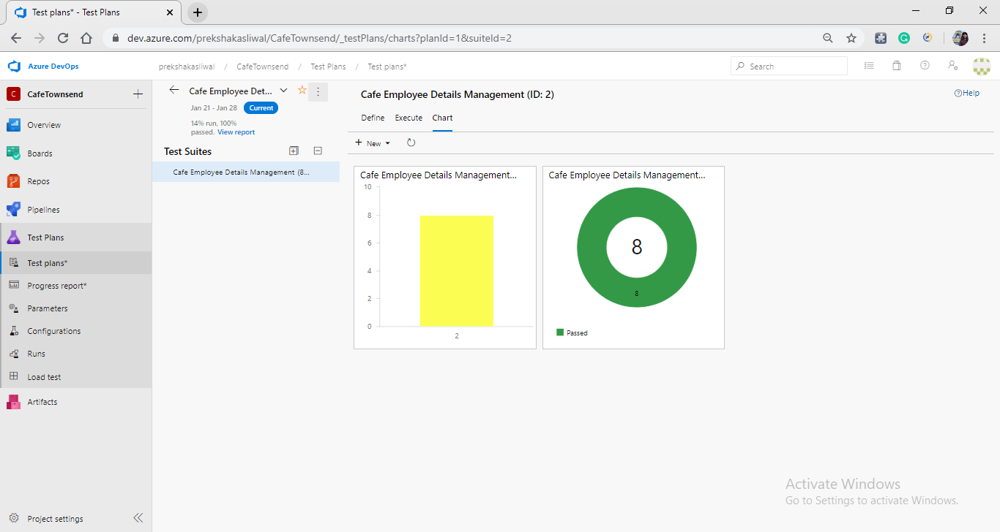 Test plans* - Test Plans
dev.azure.com/prekshakasliwal/CafeTownsend/_testPlans/charts?planId=1&suiteId=2
Azure DevOps
prekshakasliwal / CafeTownsend / Test Plans / Test plans*
Search
C CafeTownsend
Overview
Boards
Repos
Pipelines
Test Plans
Test plans*
Progress report*
Parameters
Configurations
Runs
Load test
Artifacts
Project settings
Cafe Employee Det...
Jan 21 - Jan 28 Current
14% run, 100%
passed. View report
Test Suites
Cafe Employee Details Management (8...
Cafe Employee Details Management (ID: 2)
Help
Define Execute Chart
New
Cafe Employee Details Management...
10
8
6
4
2
0
2
Cafe Employee Details Management...
8
8
Passed
Activate Windows
Go to Settings to activate Windows.